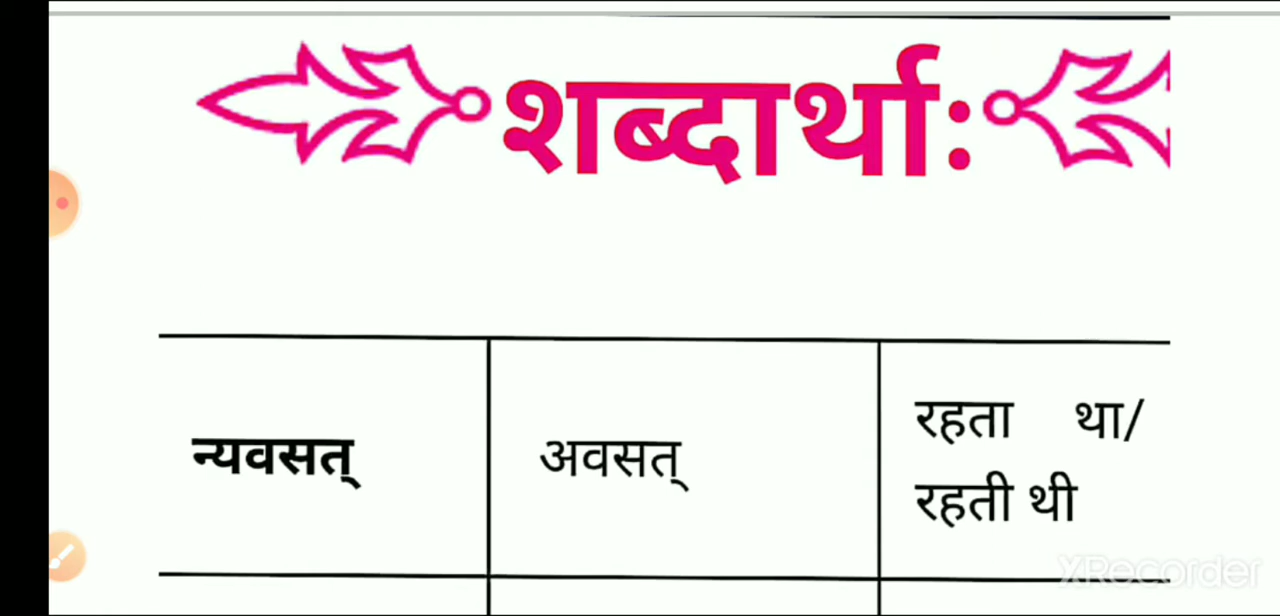 शब्दार्थाः
न्यवसत्
अवसत्
रहता था/
रहती थी
XRecorder